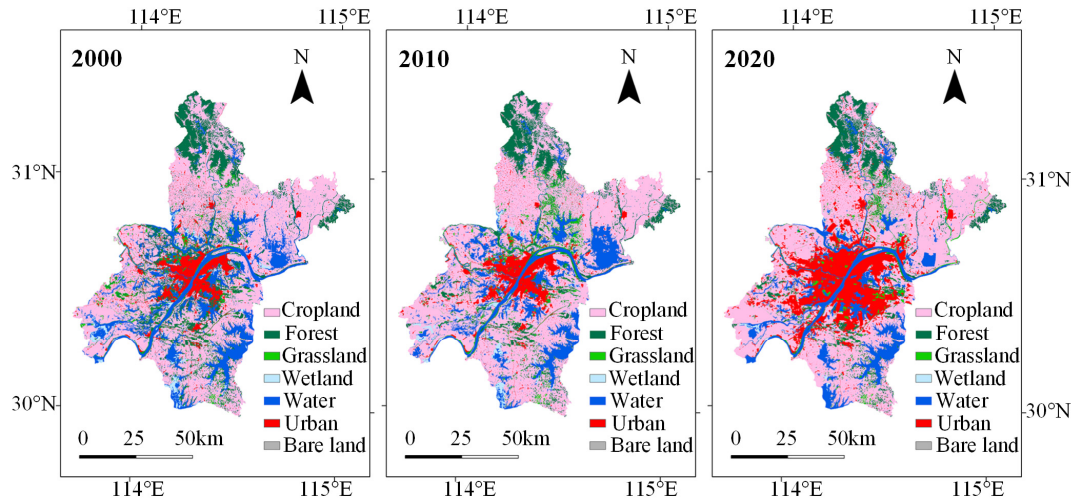 114°E 115°E 114°E 115°E 114°E 115°E
2000 N
2010 N
2020 N
31°N
31°N
30°N
30°N
Cropland
Forest
Grassland
Wetland
Water
Urban
Bare land
0 25 50km
Cropland
Forest
Grassland
Wetland
Water
Urban
Bare land
0 25 50km
Cropland
Forest
Grassland
Wetland
Water
Urban
Bare land
0 25 50km
114°E 115°E 114°E 115°E 114°E 115°E